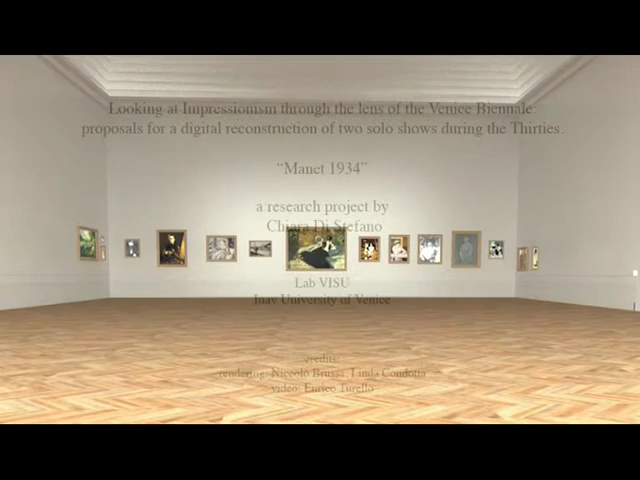 Looking at Impressionism through the lens of the Venice Biennale:
proposals for a digital reconstruction of two solo shows during the Thirties.
“Manet 1934”
a research project by
Chiara Di Stefano
Lab VISU
Iuav University of Venice
credits:
rendering: Niccolò Brussa, Linda Condotta
video: Enrico Turello